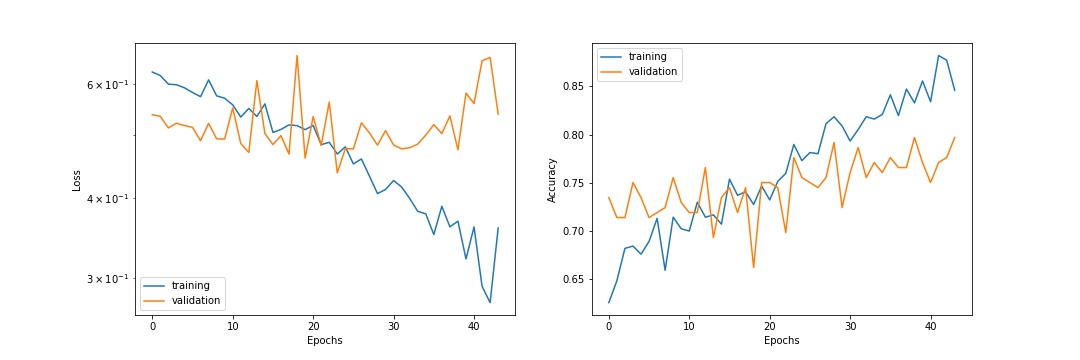 Loss
6 × 10⁻¹
4 × 10⁻¹
3 × 10⁻¹
training
validation
0 10 20 30 40
Epochs
training
validation
Accuracy
0.85
0.80
0.75
0.70
0.65
0 10 20 30 40
Epochs